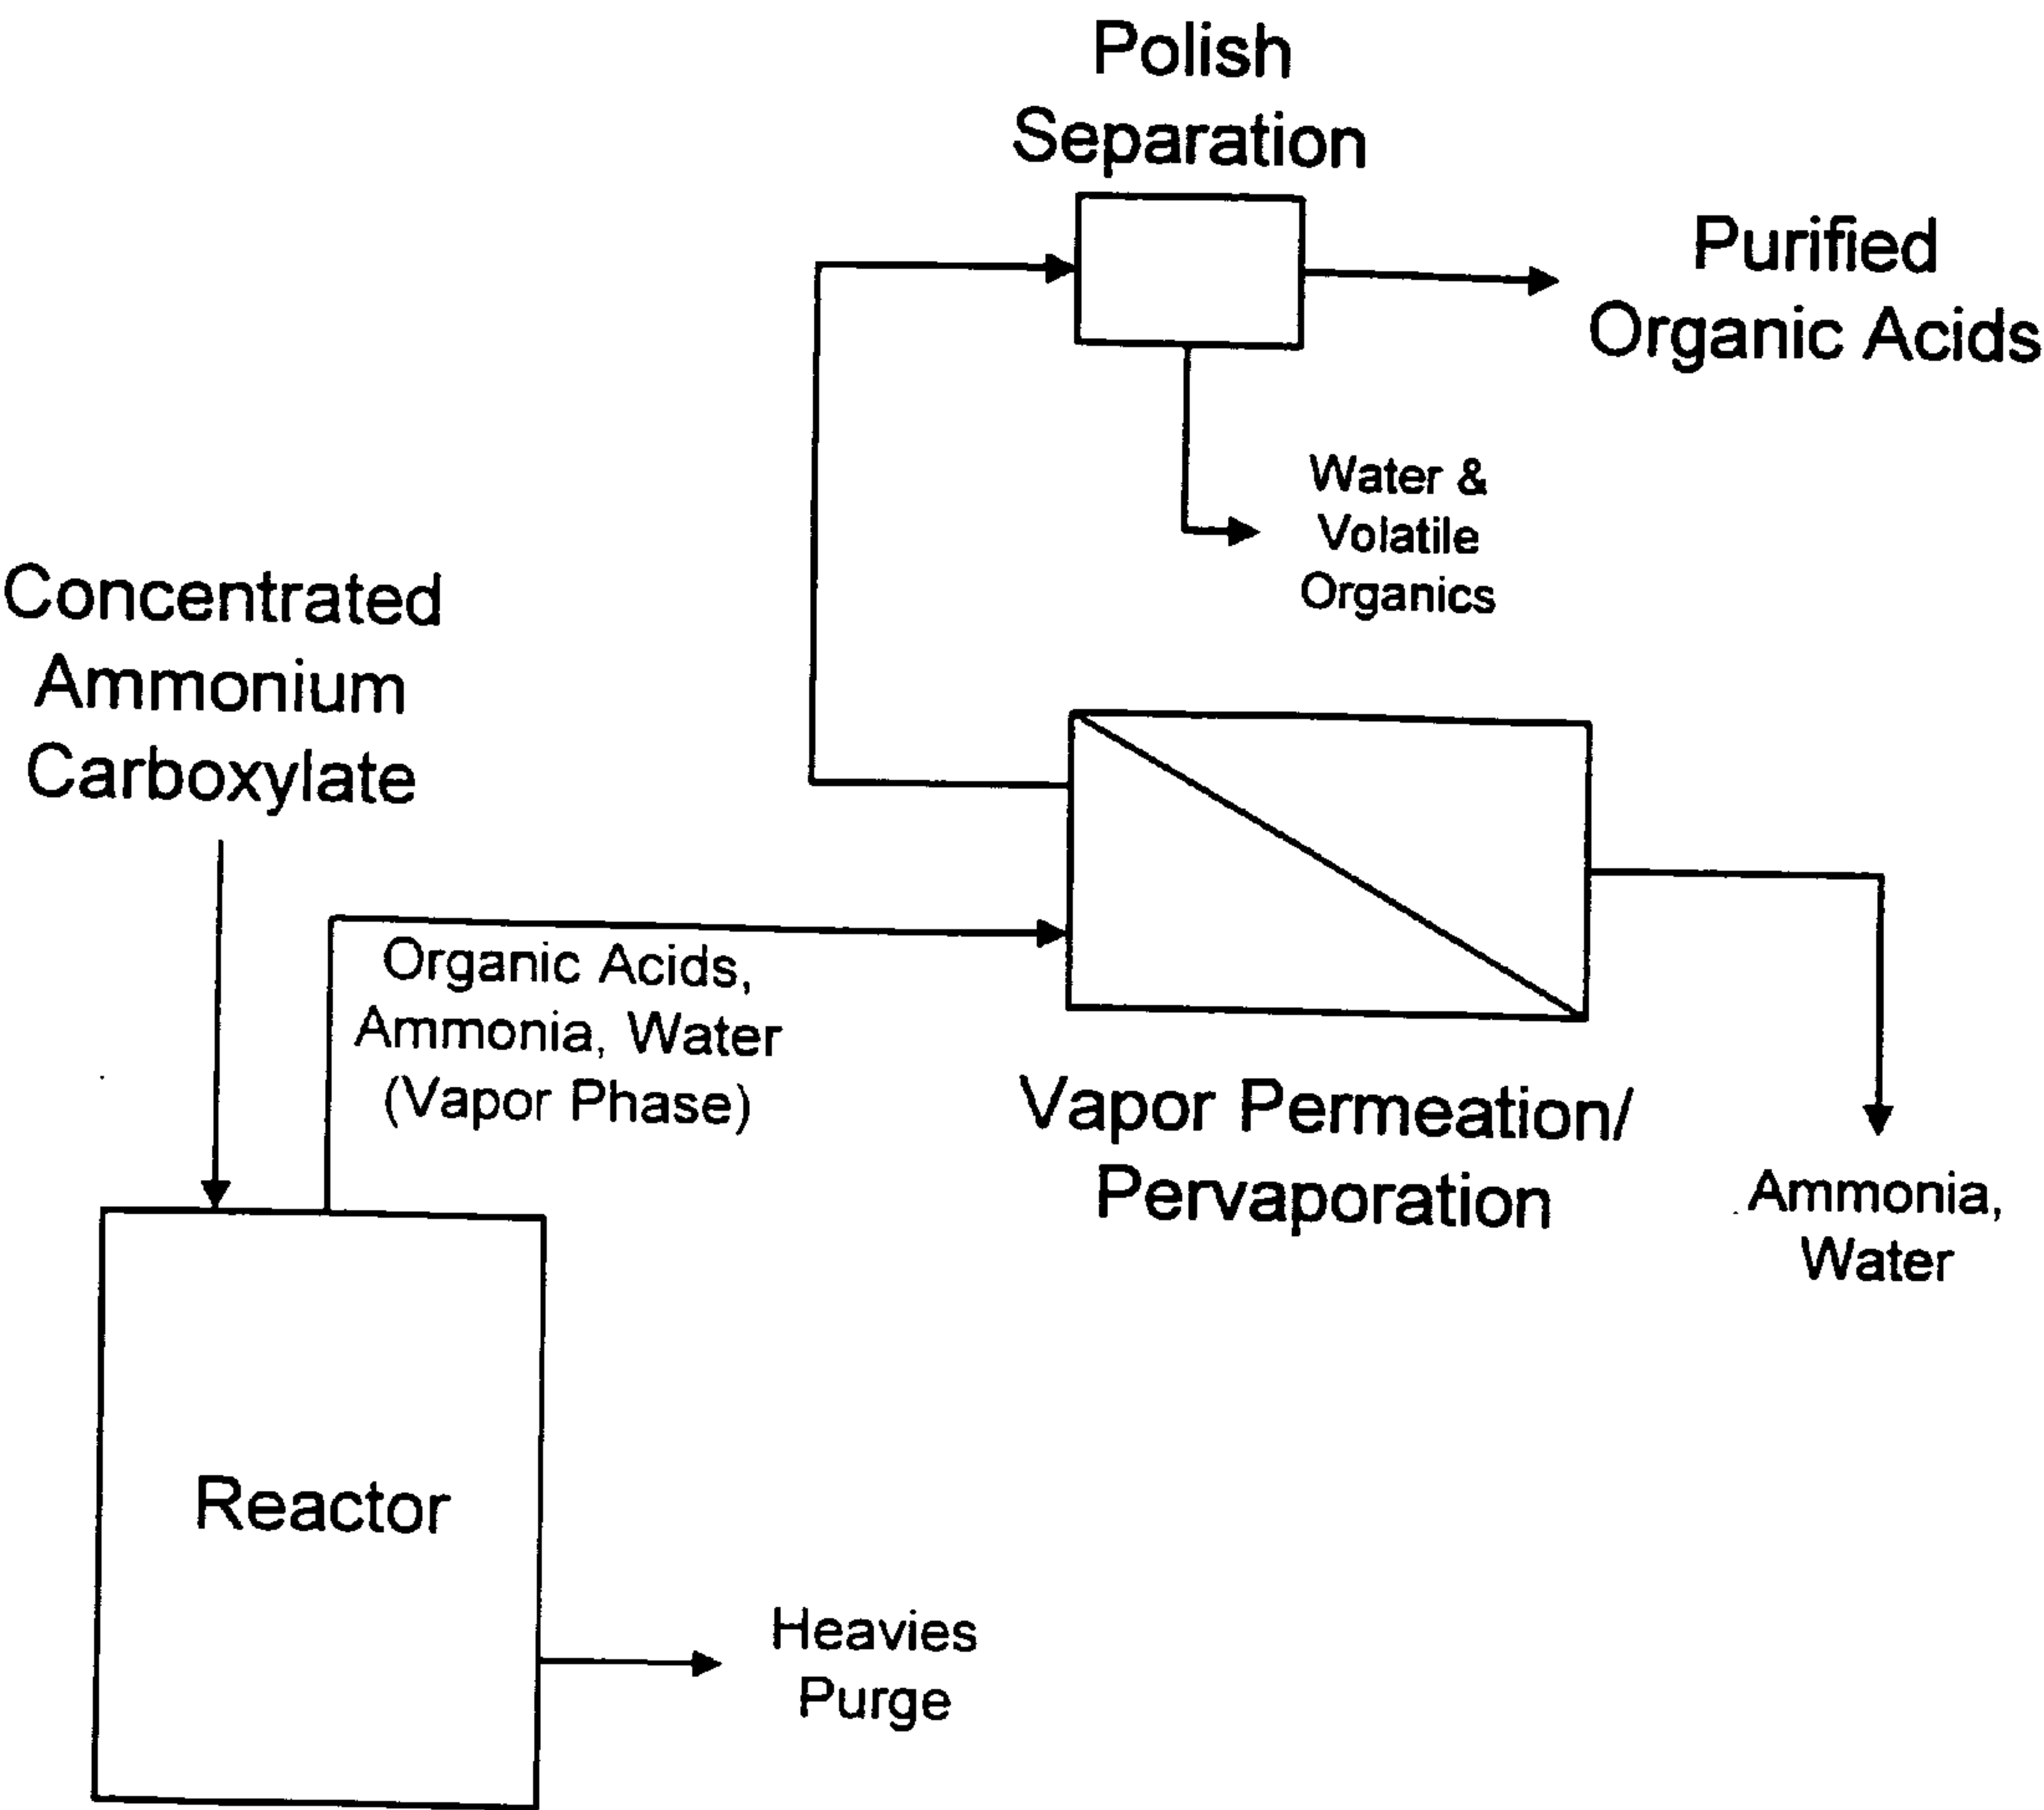 Polish
Separation
Purified
Organic Acids
Water &
Volatile
Organics
Concentrated
Ammonium
Carboxylate
Organic Acids,
Ammonia, Water
(Vapor Phase)
Vapor Permeation/
Pervaporation
Ammonia,
Water
Reactor
Heavies
Purge